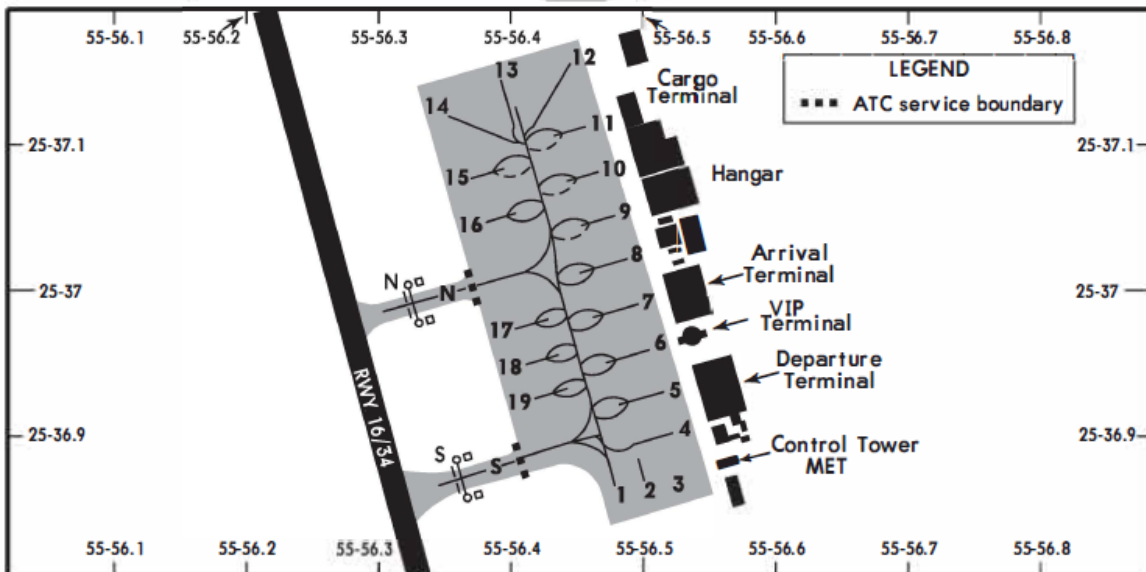 55-56.1
55-56.2
55-56.3
55-56.4
55-56.5
55-56.6
55-56.7
55-56.8
LEGEND
ATC service boundary
13
12
Cargo
Terminal
14
11
25-37.1
25-37.1
15
10
Hangar
16
9
8
Arrival
Terminal
N
N
25-37
25-37
7
VIP
Terminal
17
6
18
Departure
Terminal
19
5
RWY 16/34
4
25-36.9
25-36.9
Control Tower
MET
S
S
1
2
3
55-56.1
55-56.2
55-56.3
55-56.4
55-56.5
55-56.6
55-56.7
55-56.8